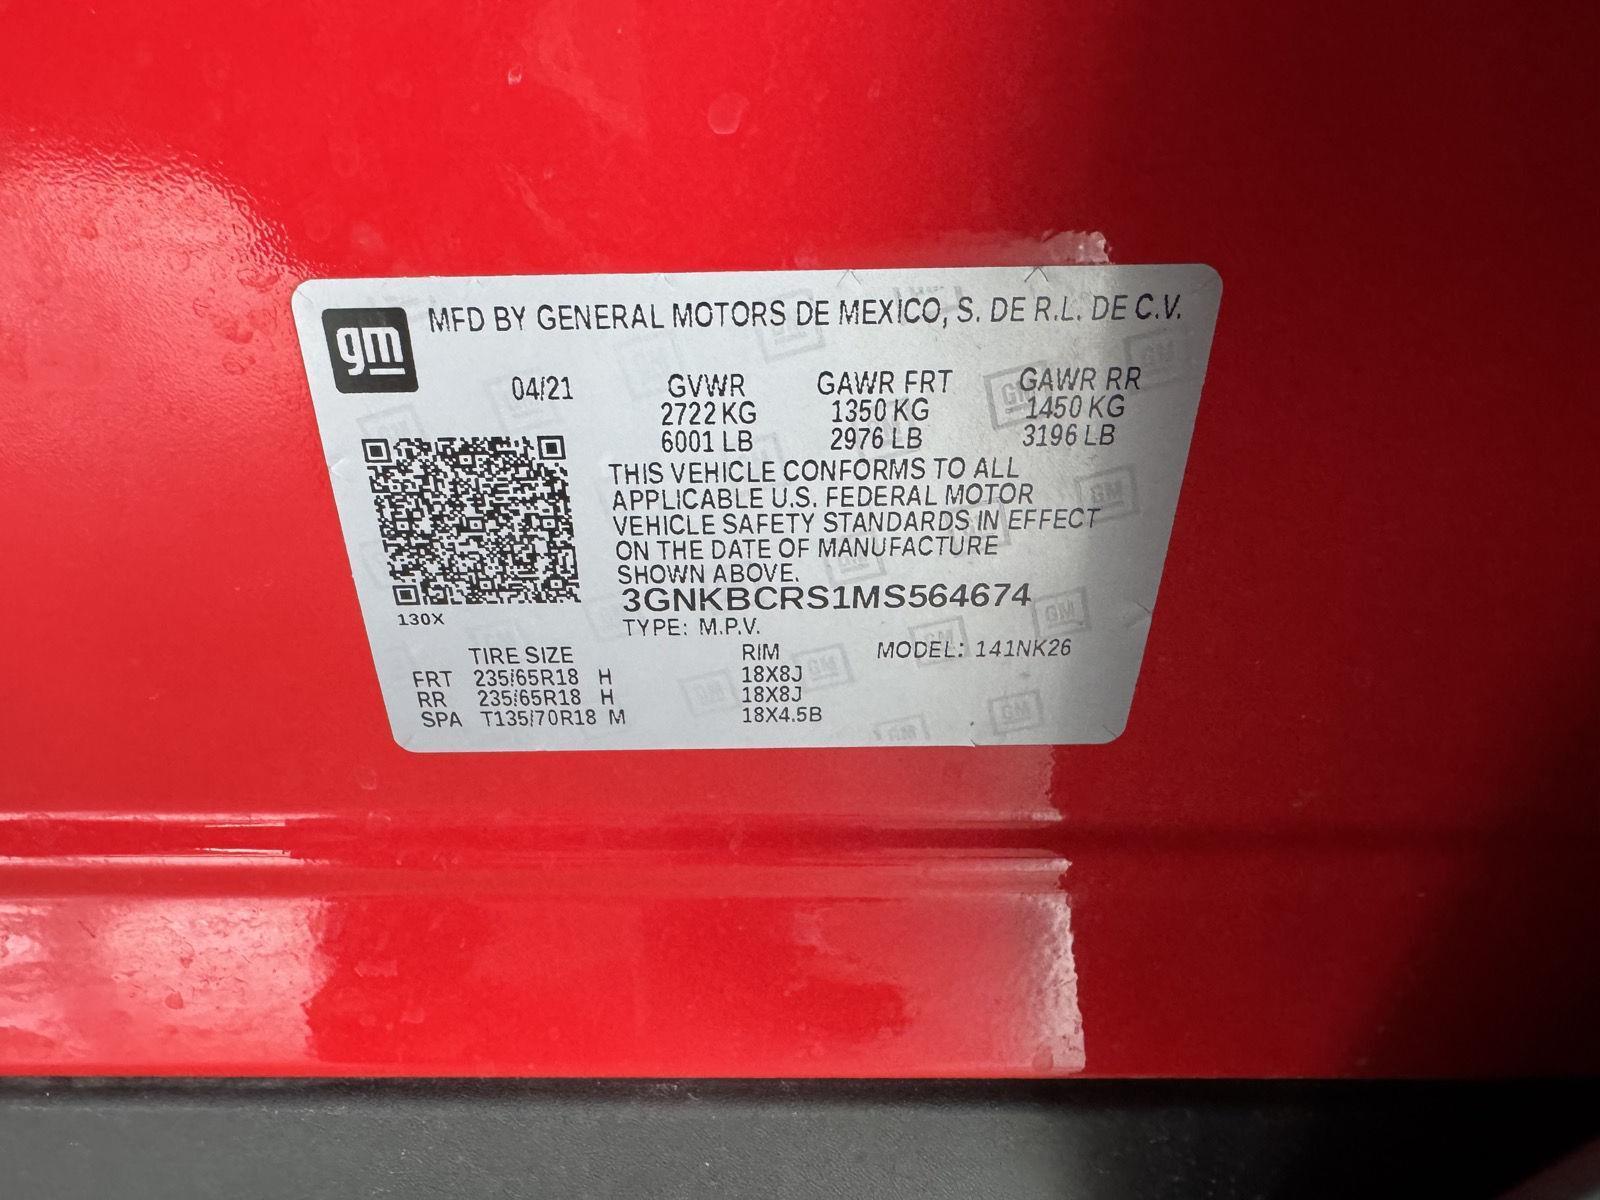 gm
MFD BY GENERAL MOTORS DE MEXICO, S. DE R.L. DE C.V.
04/21 GVWR GAWR FRT GAWR RR
2722 KG 1350 KG 1450 KG
6001 LB 2976 LB 3196 LB
THIS VEHICLE CONFORMS TO ALL
APPLICABLE U.S. FEDERAL MOTOR
VEHICLE SAFETY STANDARDS IN EFFECT
ON THE DATE OF MANUFACTURE
SHOWN ABOVE.
3GNKBCRS1MS564674
130X
TYPE: M.P.V.
TIRE SIZE RIM MODEL: 141NK26
FRT 235/65R18 H 18X8J
RR 235/65R18 H 18X8J
SPA T135/70R18 M 18X4.5B